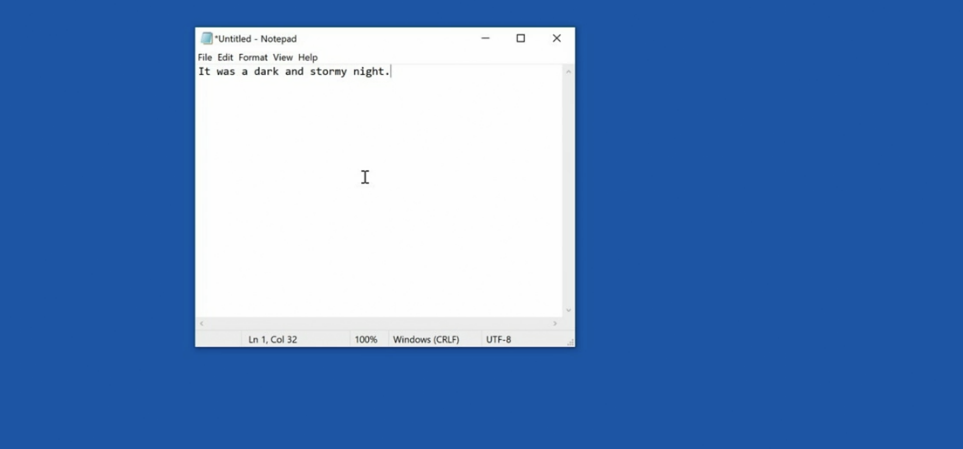 *Untitled - Notepad
File Edit Format View Help
It was a dark and stormy night.
Ln 1, Col 32 100% Windows (CRLF) UTF-8